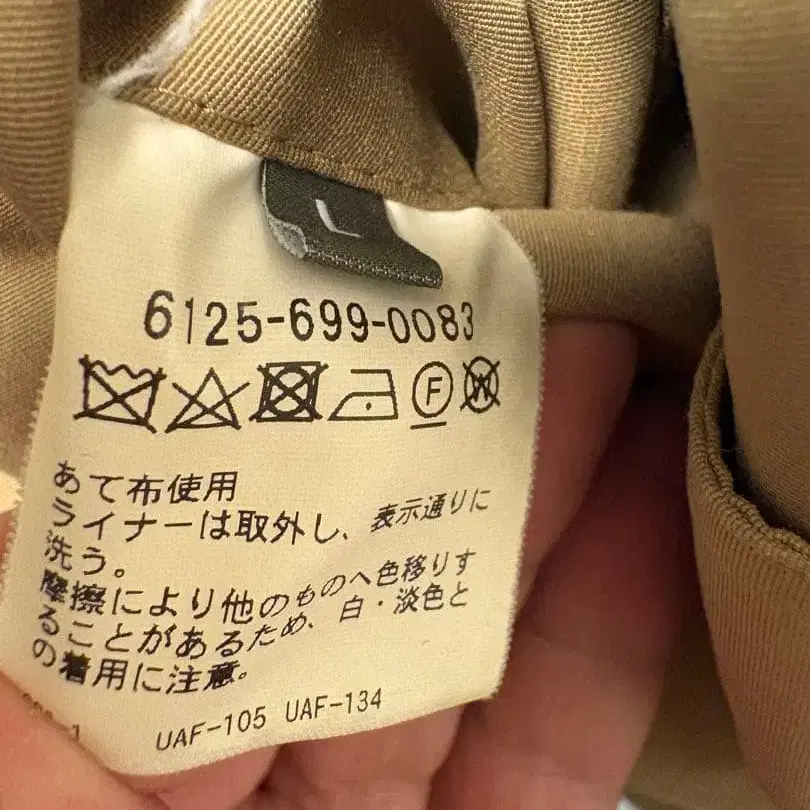 L
6125-699-0083
F W
あて布使用
ライナーは取外し、表示通りに
洗う。
摩擦により他のものへ色移りす
ることがあるため、白・淡色と
の着用に注意。
UAF-105 UAF-134